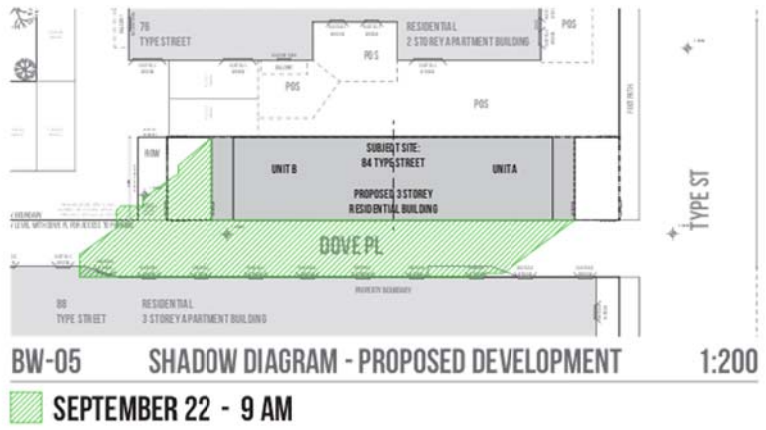 76
TYPE STREET
RESIDENTIAL
2 STOREY APARTMENT BUILDING
POS
POS
POS
POS
FOOTPATH
ROW
SUBJECT SITE:
84 TYPE STREET
UNIT B
UNIT A
PROPOSED 3 STOREY
RESIDENTIAL BUILDING
TYPE ST
DOVE PL
PROPERTY BOUNDARY
88
TYPE STREET
RESIDENTIAL
3 STOREY APARTMENT BUILDING
BW-05 SHADOW DIAGRAM - PROPOSED DEVELOPMENT 1:200
SEPTEMBER 22 - 9 AM